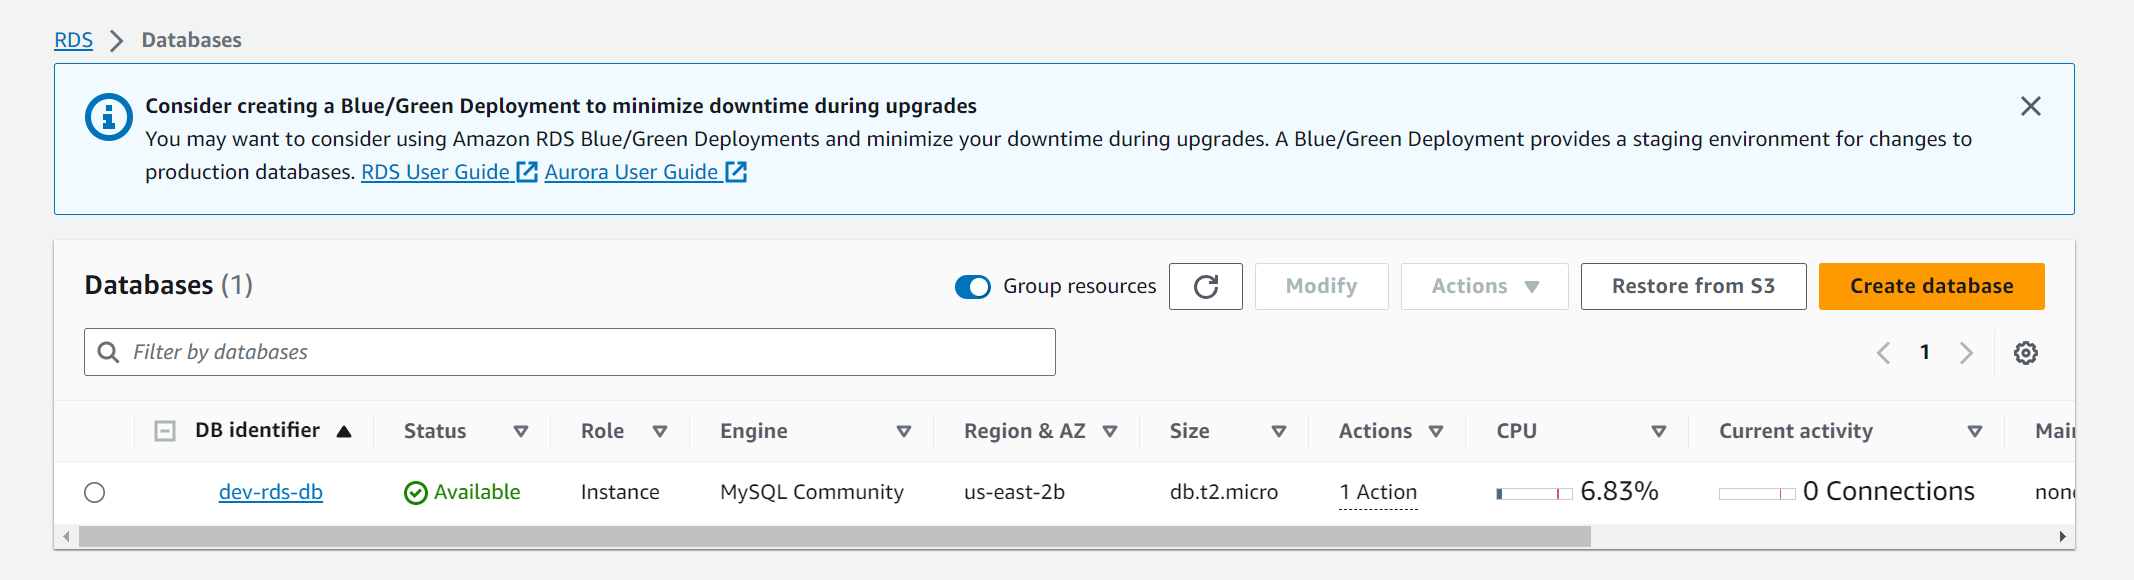 RDS > Databases
Consider creating a Blue/Green Deployment to minimize downtime during upgrades
You may want to consider using Amazon RDS Blue/Green Deployments and minimize your downtime during upgrades. A Blue/Green Deployment provides a staging environment for changes to
production databases. RDS User Guide Aurora User Guide
Databases (1) Group resources Modify Actions Restore from S3 Create database
Filter by databases 1
DB identifier Status Role Engine Region & AZ Size Actions CPU Current activity
dev-rds-db Available Instance MySQL Community us-east-2b db.t2.micro 1 Action 6.83% 0 Connections